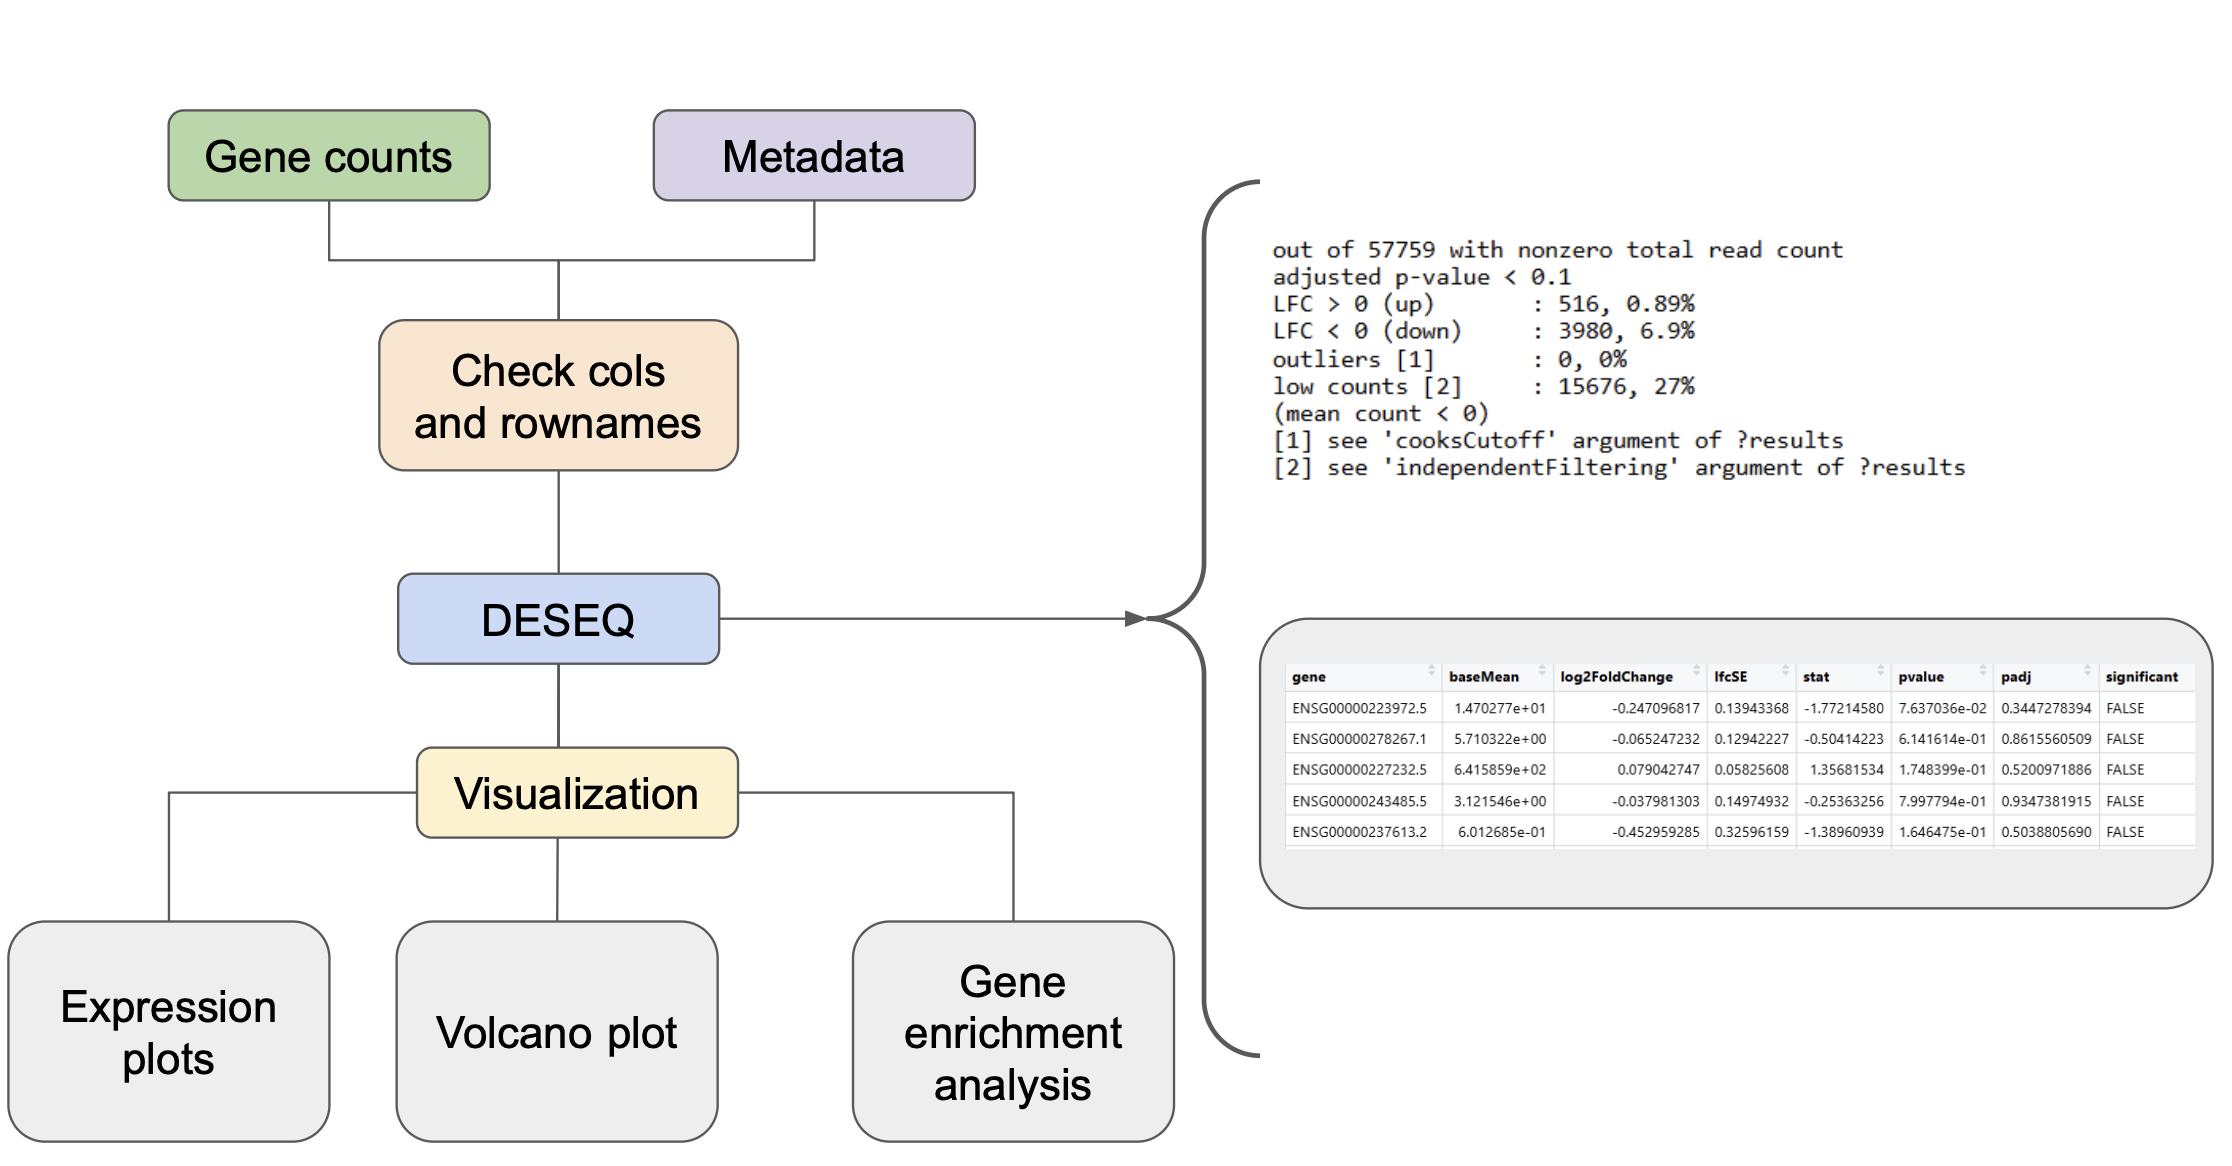 Gene counts
Metadata
Check cols
and rownames
DESEQ
Visualization
Expression
plots
Volcano plot
Gene
enrichment
analysis
out of 57759 with nonzero total read count
adjusted p-value < 0.1
LFC > 0 (up) : 516, 0.89%
LFC < 0 (down) : 3980, 6.9%
outliers [1] : 0, 0%
low counts [2] : 15676, 27%
(mean count < 0)
[1] see 'cooksCutoff' argument of ?results
[2] see 'independentFiltering' argument of ?results
gene baseMean log2FoldChange lfcSE stat pvalue padj significant
ENSG00000223972.5 1.470277e+01 -0.247096817 0.13943368 -1.77214580 7.637036e-02 0.3447278394 FALSE
ENSG00000278267.1 5.710322e+00 -0.065247232 0.12942227 -0.50414223 6.141614e-01 0.8615560509 FALSE
ENSG00000227232.5 6.415859e+02 0.079042747 0.05825608 1.35681534 1.748399e-01 0.5200971886 FALSE
ENSG00000243485.5 3.121546e+00 -0.037981303 0.14974932 -0.25363256 7.997794e-01 0.9347381915 FALSE
ENSG00000237613.2 6.012685e-01 -0.452959285 0.32596159 -1.38960939 1.646475e-01 0.5038805690 FALSE